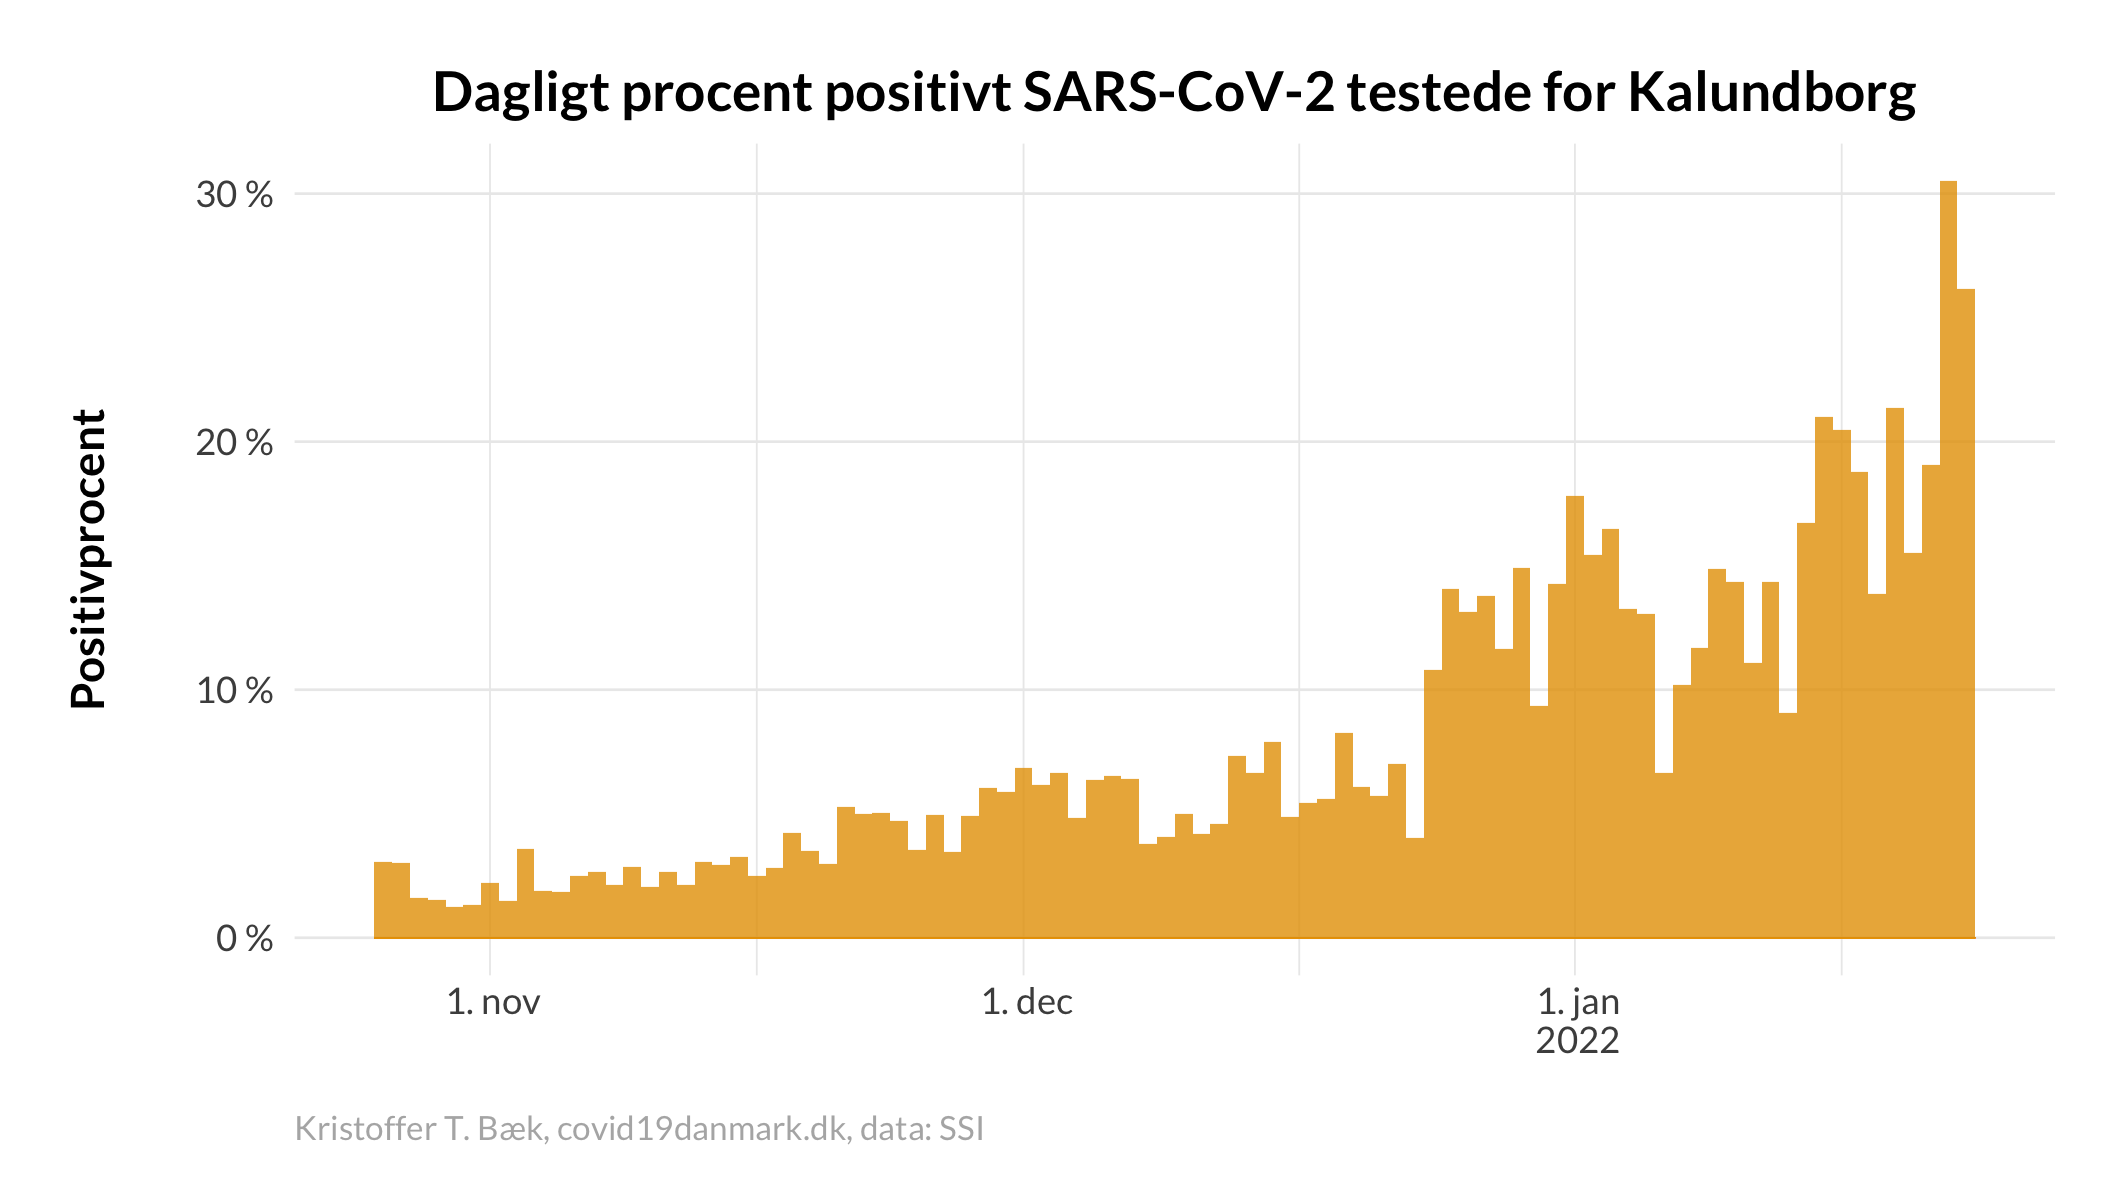 Dagligt procent positivt SARS-CoV-2 testede for Kalundborg
Positivprocent
30 %
20 %
10 %
0 %
1. nov
1. dec
1. jan
2022
Kristoffer T. Bæk, covid19danmark.dk, data: SSI